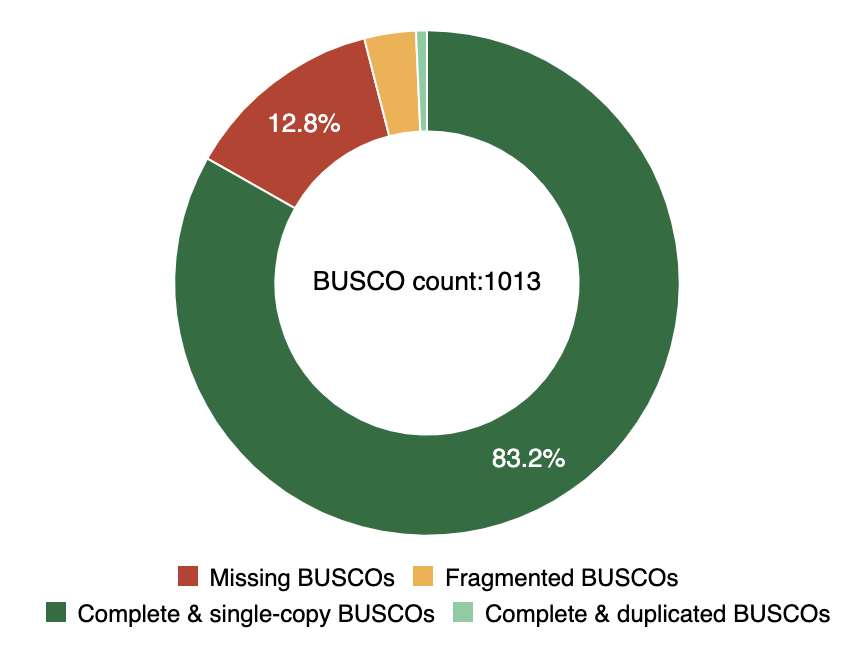 12.8%
BUSCO count:1013
83.2%
Missing BUSCOs Fragmented BUSCOs
Complete & single-copy BUSCOs Complete & duplicated BUSCOs